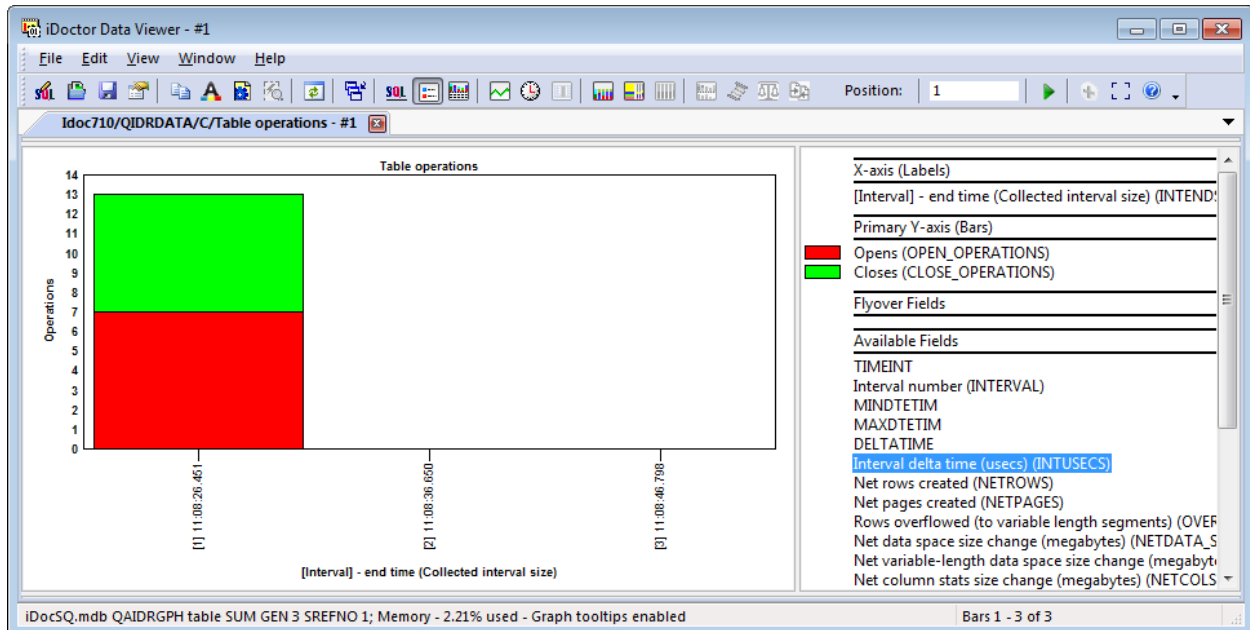 iDoctor Data Viewer - #1
File Edit View Window Help
SQL SQL Position: 1
Idoc710/QIDRDATA/C/Table operations - #1
Table operations
14
13
12
11
10
9
8
7
6
5
4
3
2
1
0
Operations
[1] 11:08:26.451
[2] 11:08:36.650
[3] 11:08:46.798
[Interval] - end time (Collected interval size)
X-axis (Labels)
[Interval] - end time (Collected interval size) (INTENDS
Primary Y-axis (Bars)
Opens (OPEN_OPERATIONS)
Closes (CLOSE_OPERATIONS)
Flyover Fields
Available Fields
TIMEINT
Interval number (INTERVAL)
MINDTETIM
MAXDTETIM
DELTATIME
Interval delta time (usecs) (INTUSECS)
Net rows created (NETROWS)
Net pages created (NETPAGES)
Rows overflowed (to variable length segments) (OVER
Net data space size change (megabytes) (NETDATA_S
Net variable-length data space size change (megabyt
Net column stats size change (megabytes) (NETCOLS
iDocSQ.mdb QAIDRGPH table SUM GEN 3 SREFNO 1; Memory - 2.21% used - Graph tooltips enabled
Bars 1 - 3 of 3